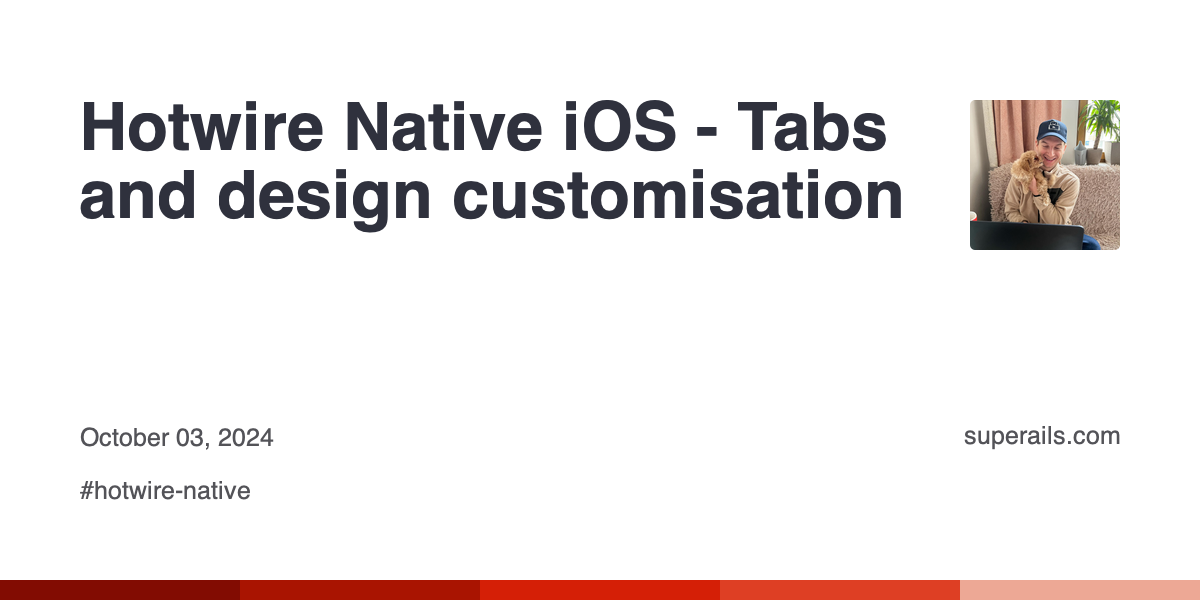 Hotwire Native iOS - Tabs
and design customisation
October 03, 2024
superails.com
#hotwire-native